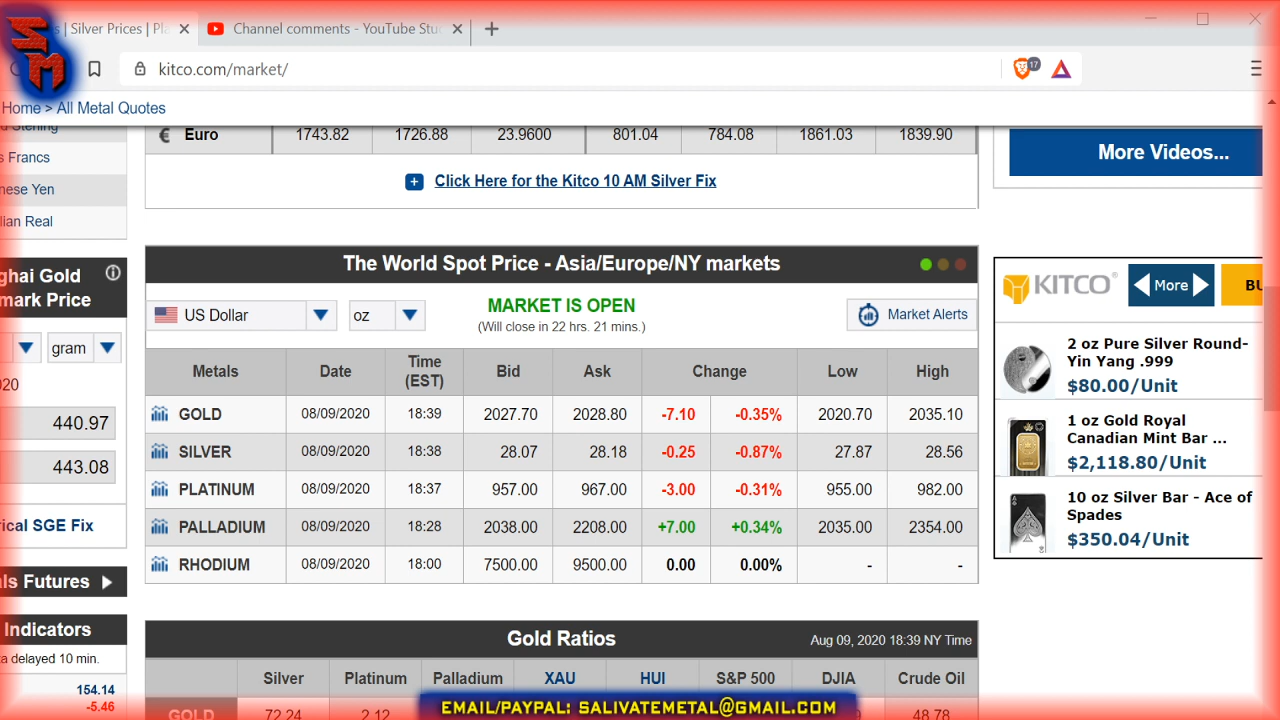 SM
| Silver Prices | Pla
Channel comments - YouTube Stu
kitco.com/market/
17
Home > All Metal Quotes
d Sterling
s Francs
nese Yen
lian Real
Euro 1743.82 1726.88 23.9600 801.04 784.08 1861.03 1839.90
Click Here for the Kitco 10 AM Silver Fix
More Videos...
ghai Gold
mark Price
gram
020
440.97
443.08
rical SGE Fix
ls Futures
Indicators
ta delayed 10 min.
154.14
-5.46
The World Spot Price - Asia/Europe/NY markets
US Dollar
oz
MARKET IS OPEN
(Will close in 22 hrs. 21 mins.)
Market Alerts
Metals Date Time (EST) Bid Ask Change Low High
GOLD 08/09/2020 18:39 2027.70 2028.80 -7.10 -0.35% 2020.70 2035.10
SILVER 08/09/2020 18:38 28.07 28.18 -0.25 -0.87% 27.87 28.56
PLATINUM 08/09/2020 18:37 957.00 967.00 -3.00 -0.31% 955.00 982.00
PALLADIUM 08/09/2020 18:28 2038.00 2208.00 +7.00 +0.34% 2035.00 2354.00
RHODIUM 08/09/2020 18:00 7500.00 9500.00 0.00 0.00% - -
KITCO®
More
BU
2 oz Pure Silver Round-
Yin Yang .999
$80.00/Unit
1 oz Gold Royal
Canadian Mint Bar ...
$2,118.80/Unit
10 oz Silver Bar - Ace of
Spades
$350.04/Unit
Gold Ratios
Aug 09, 2020 18:39 NY Time
Silver Platinum Palladium XAU HUI S&P 500 DJIA Crude Oil
GOLD 72.24 2.12 48.78
EMAIL/PAYPAL: SALIVATEMETAL@GMAIL.COM